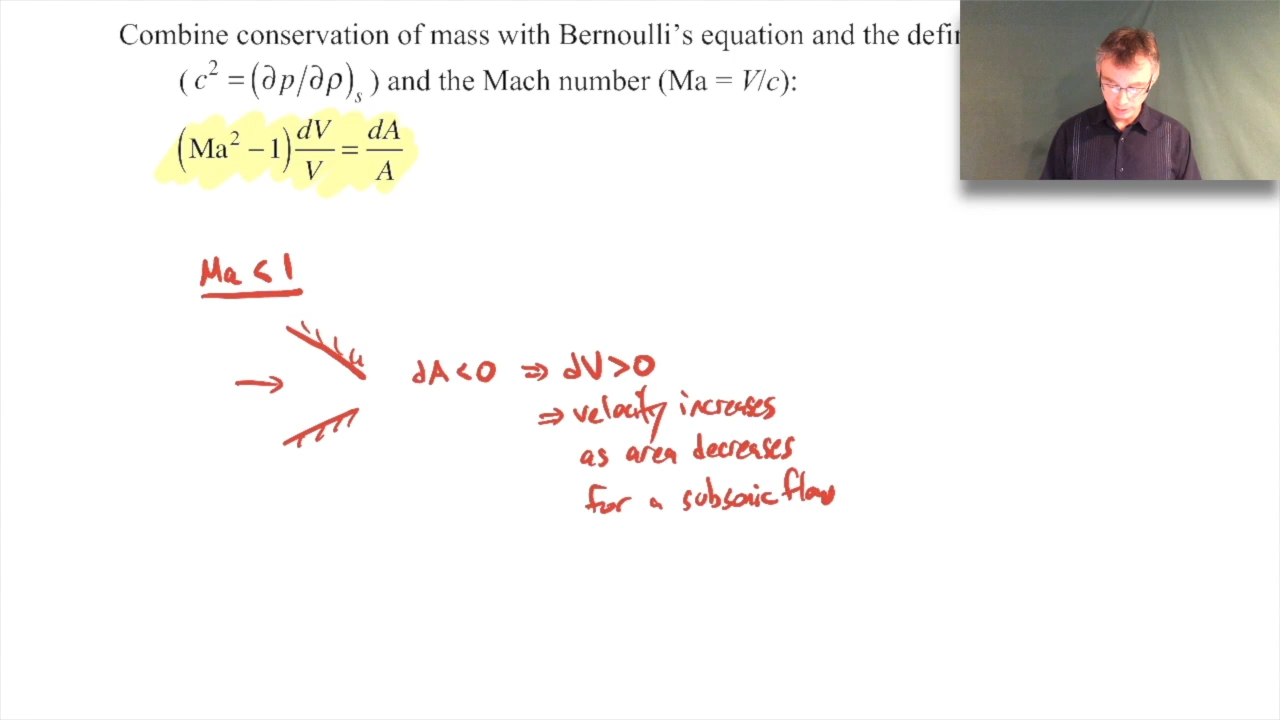 Combine conservation of mass with Bernoulli's equation and the defin
( c² = (∂p/∂ρ)ₛ ) and the Mach number (Ma = V/c):
(Ma² − 1) dV/V = dA/A
Ma < 1
dA < 0 ⇒ dV > 0
⇒ velocity increases
as area decreases
for a subsonic flow